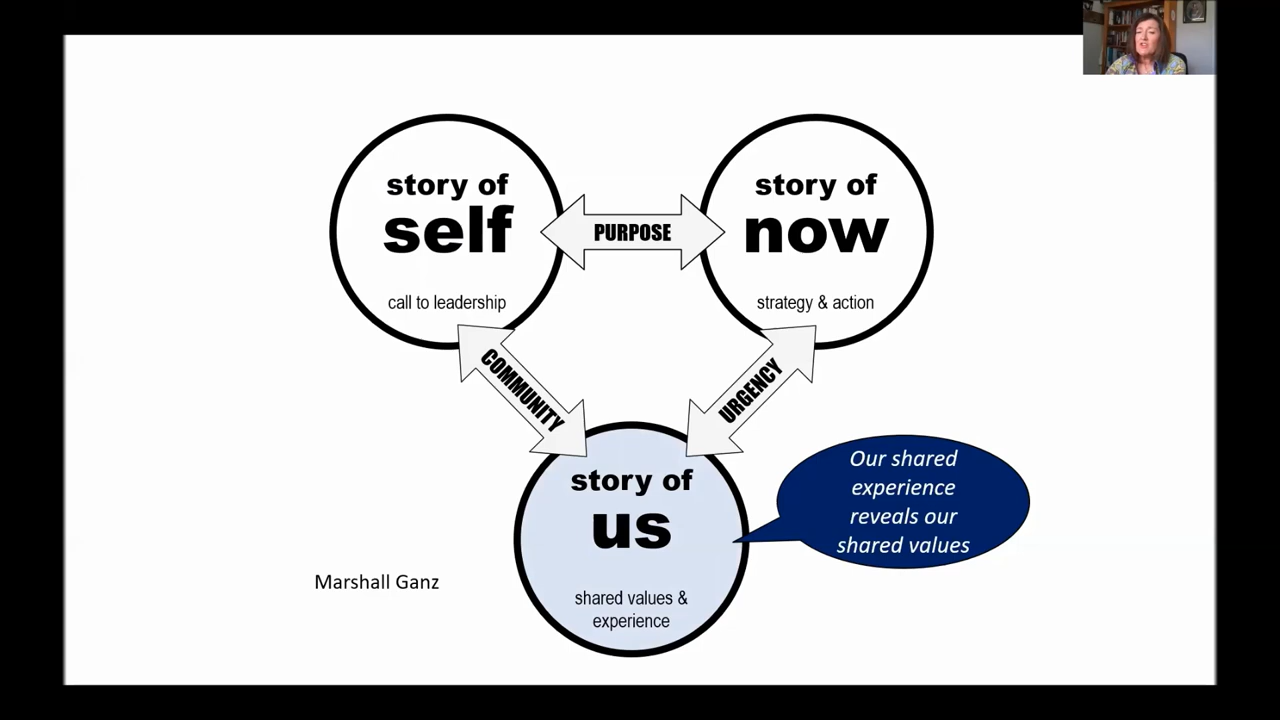 story of
self
call to leadership
PURPOSE
story of
now
strategy & action
COMMUNITY
URGENCY
story of
us
shared values &
experience
Our shared
experience
reveals our
shared values
Marshall Ganz